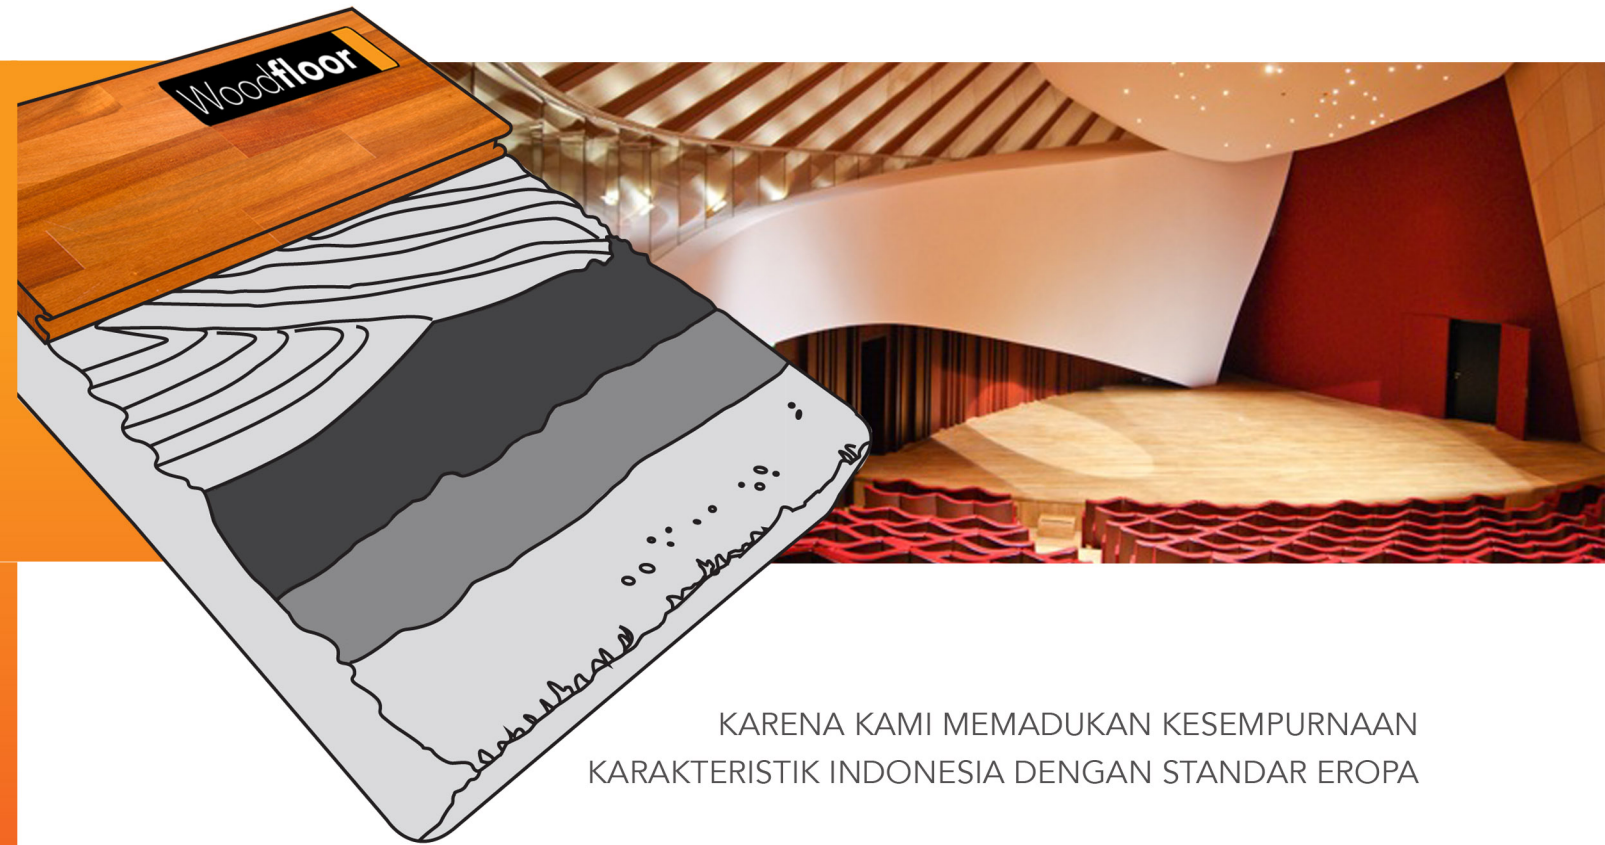 Woodfloor
KARENA KAMI MEMADUKAN KESEMPURNAAN
KARAKTERISTIK INDONESIA DENGAN STANDAR EROPA